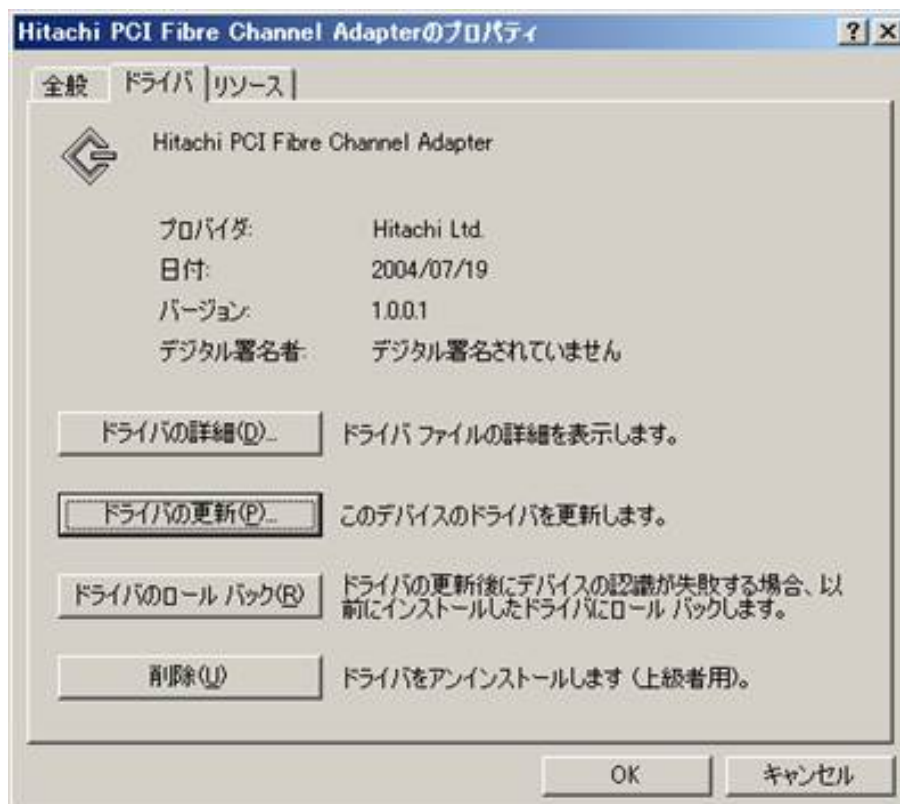 Hitachi PCI Fibre Channel Adapterのプロパティ
全般 ドライバ リソース
Hitachi PCI Fibre Channel Adapter
プロバイダ: Hitachi Ltd.
日付: 2004/07/19
バージョン: 1.0.0.1
デジタル署名者: デジタル署名されていません
ドライバの詳細(D)... ドライバ ファイルの詳細を表示します。
ドライバの更新(P)... このデバイスのドライバを更新します。
ドライバのロール バック(R) ドライバの更新後にデバイスの認識が失敗する場合、以
前にインストールしたドライバにロール バックします。
削除(U) ドライバをアンインストールします (上級者用)。
OK キャンセル